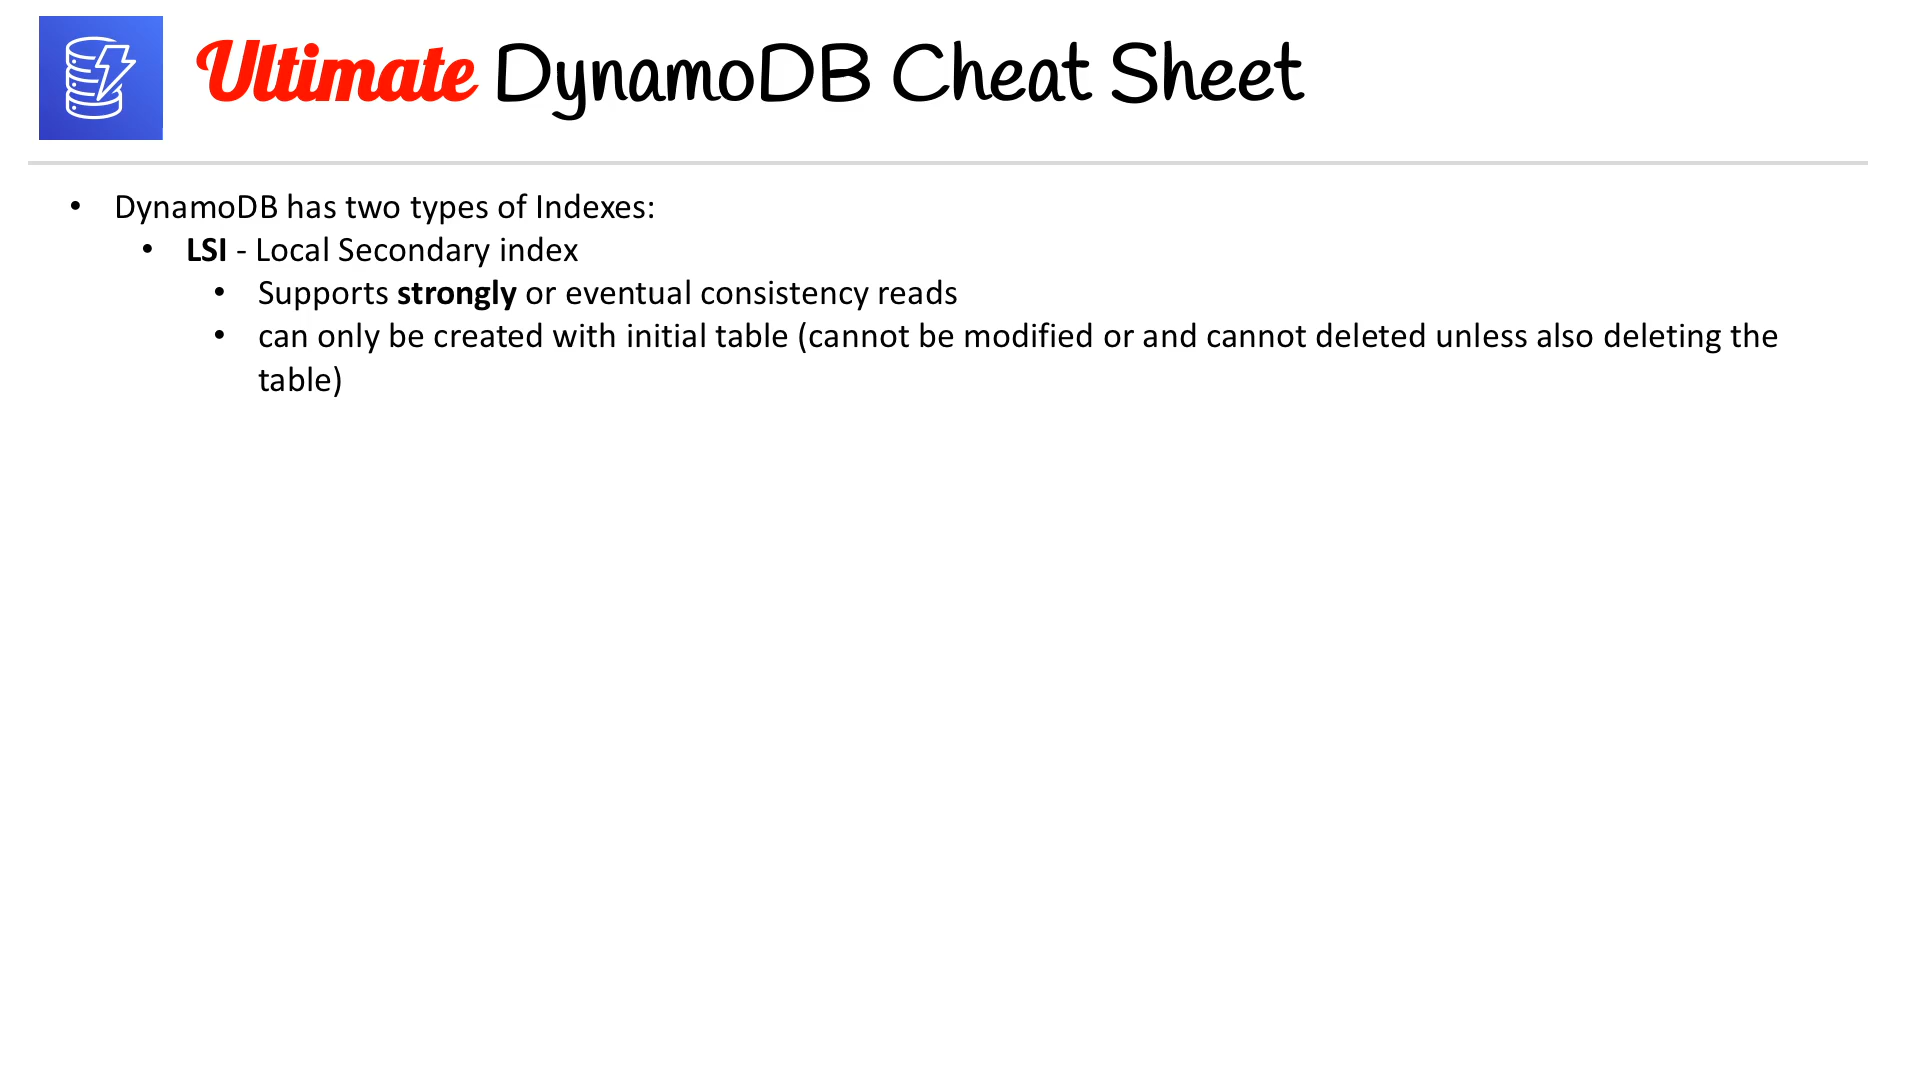 Ultimate DynamoDB Cheat Sheet
• DynamoDB has two types of Indexes:
• LSI - Local Secondary index
• Supports strongly or eventual consistency reads
• can only be created with initial table (cannot be modified or and cannot deleted unless also deleting the
table)